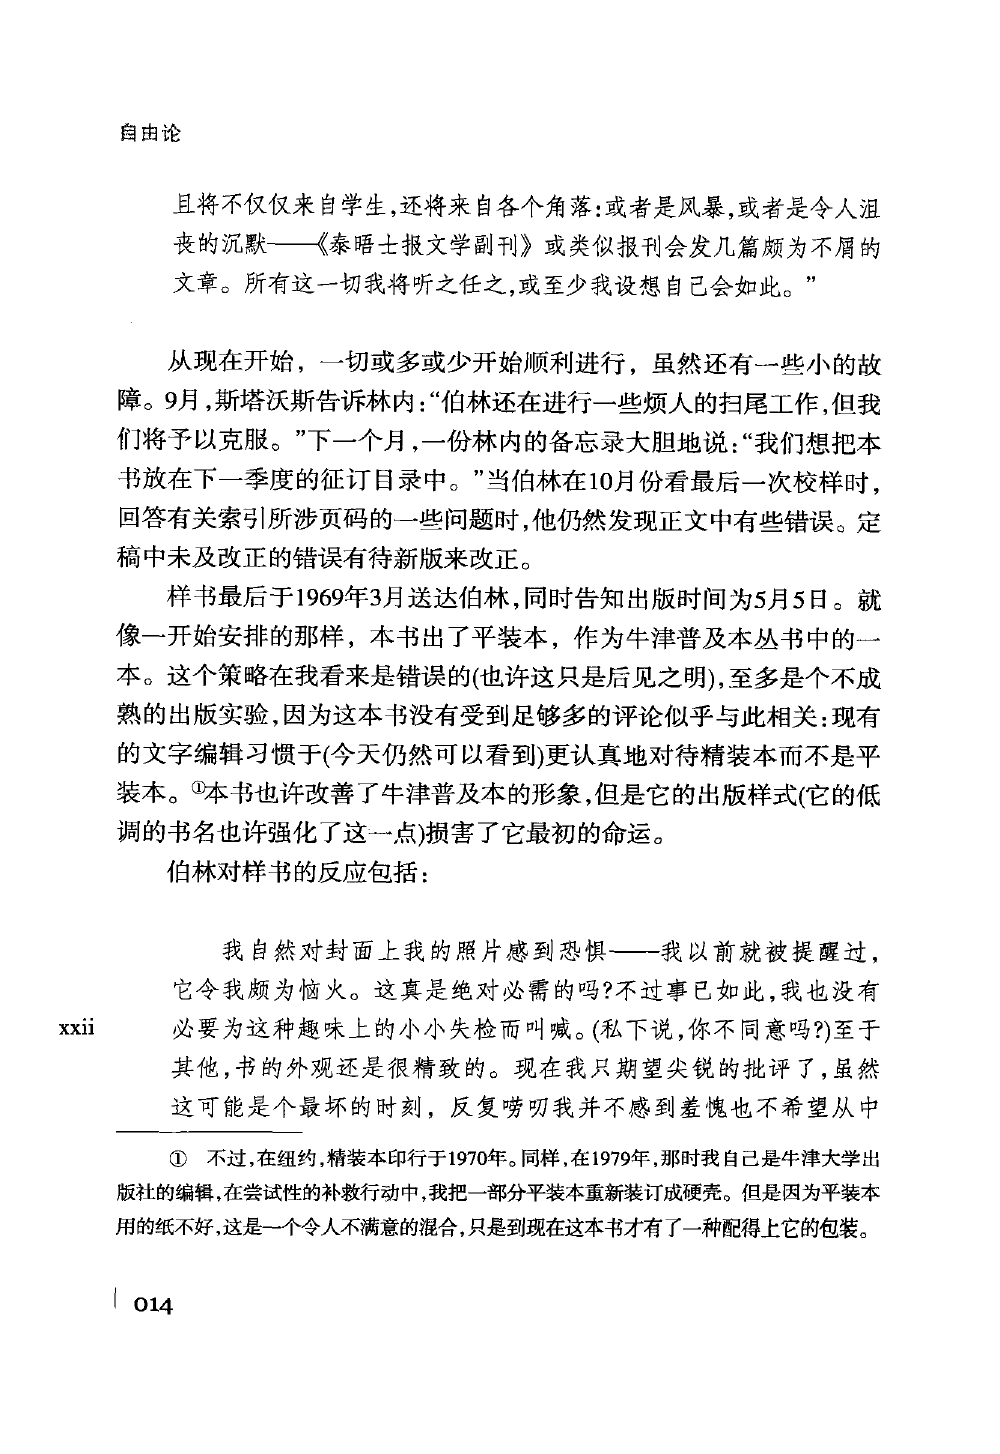 自由论
且将不仅仅来自学生,还将来自各个角落:或者是风暴,或者是令人沮
丧的沉默——《泰晤士报文学副刊》或类似报刊会发几篇颇为不屑的
文章。所有这一切我将听之任之,或至少我设想自己会如此。”
从现在开始，一切或多或少开始顺利进行，虽然还有一些小的故
障。9月,斯塔沃斯告诉林内:“伯林还在进行一些烦人的扫尾工作,但我
们将予以克服。”下一个月,一份林内的备忘录大胆地说:“我们想把本
书放在下一季度的征订目录中。”当伯林在10月份看最后一次校样时,
回答有关索引所涉页码的一些问题时,他仍然发现正文中有些错误。定
稿中未及改正的错误有待新版来改正。
样书最后于1969年3月送达伯林,同时告知出版时间为5月5日。就
像一开始安排的那样，本书出了平装本，作为牛津普及本丛书中的一
本。这个策略在我看来是错误的(也许这只是后见之明),至多是个不成
熟的出版实验,因为这本书没有受到足够多的评论似乎与此相关:现有
的文字编辑习惯于(今天仍然可以看到)更认真地对待精装本而不是平
装本。①本书也许改善了牛津普及本的形象,但是它的出版样式(它的低
调的书名也许强化了这一点)损害了它最初的命运。
伯林对样书的反应包括:
我自然对封面上我的照片感到恐惧——我以前就被提醒过,
它令我颇为恼火。这真是绝对必需的吗?不过事已如此,我也没有
xxii 必要为这种趣味上的小小失检而叫喊。(私下说,你不同意吗?)至于
其他,书的外观还是很精致的。现在我只期望尖锐的批评了,虽然
这可能是个最坏的时刻，反复唠叨我并不感到羞愧也不希望从中
① 不过,在纽约,精装本印行于1970年。同样,在1979年,那时我自己是牛津大学出
版社的编辑,在尝试性的补救行动中,我把一部分平装本重新装订成硬壳。但是因为平装本
用的纸不好,这是一个令人不满意的混合,只是到现在这本书才有了一种配得上它的包装。
014